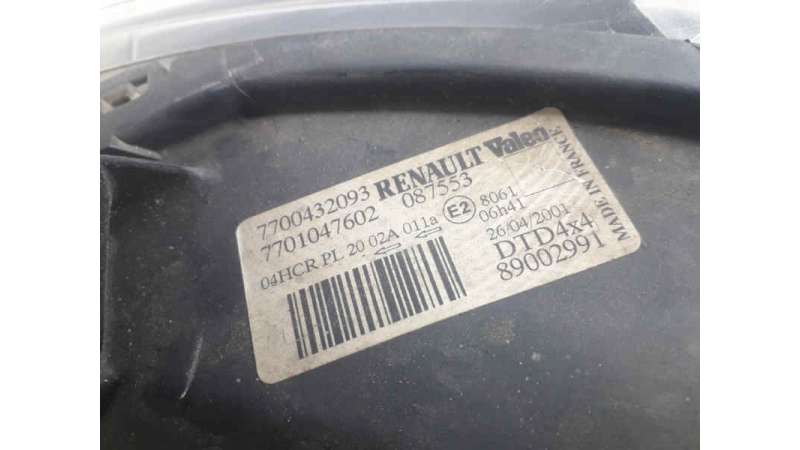 7700432093 RENAULT Valeo
7701047602 087553
04HCR PL 20 02A 011a E2 8061
06h41
26/04/2001
DTD4x4
89002991
MADE IN FRANCE